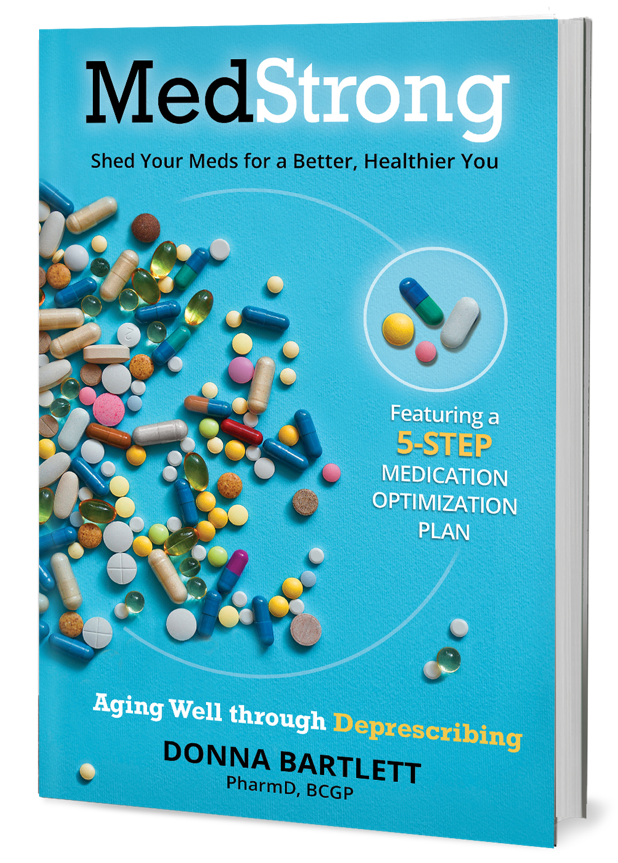 MedStrong
Shed Your Meds for a Better, Healthier You
Featuring a
5-STEP
MEDICATION
OPTIMIZATION
PLAN
Aging Well through Deprescribing
DONNA BARTLETT
PharmD, BCGP